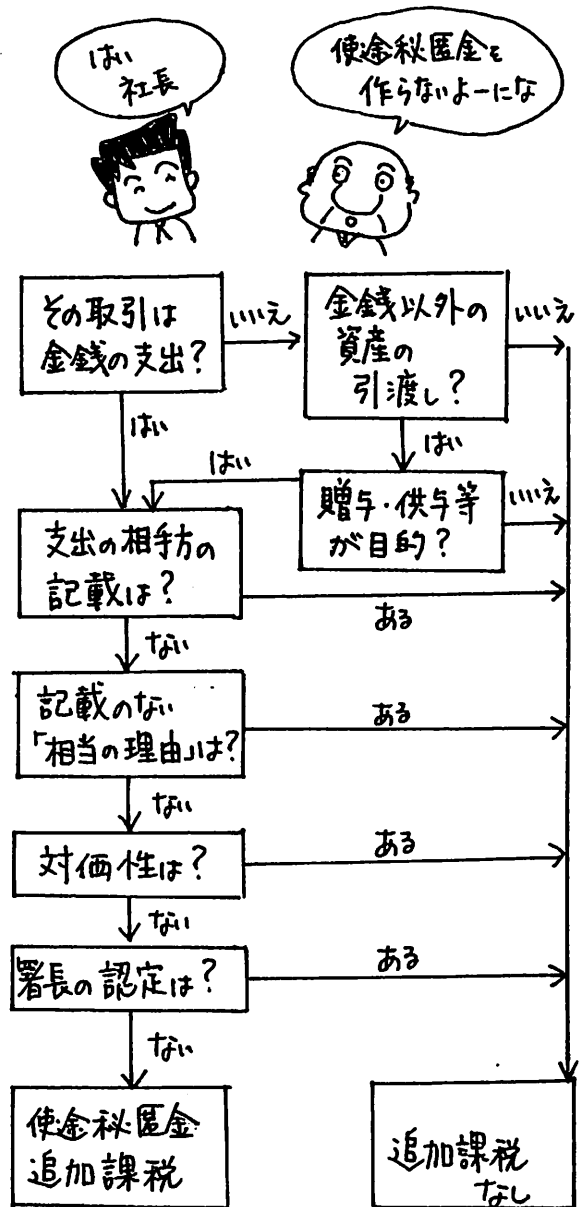 はい
社長
使途秘匿金を
作らないよーにな
その取引は
金銭の支出？
いいえ
金銭以外の
資産の
引渡し？
いいえ
はい
はい
はい
贈与・供与等
が目的？
いいえ
支出の相手方の
記載は？
ある
ない
記載のない
「相当の理由」は？
ある
ない
対価性は？
ある
ない
署長の認定は？
ある
ない
使途秘匿金
追加課税
追加課税
なし